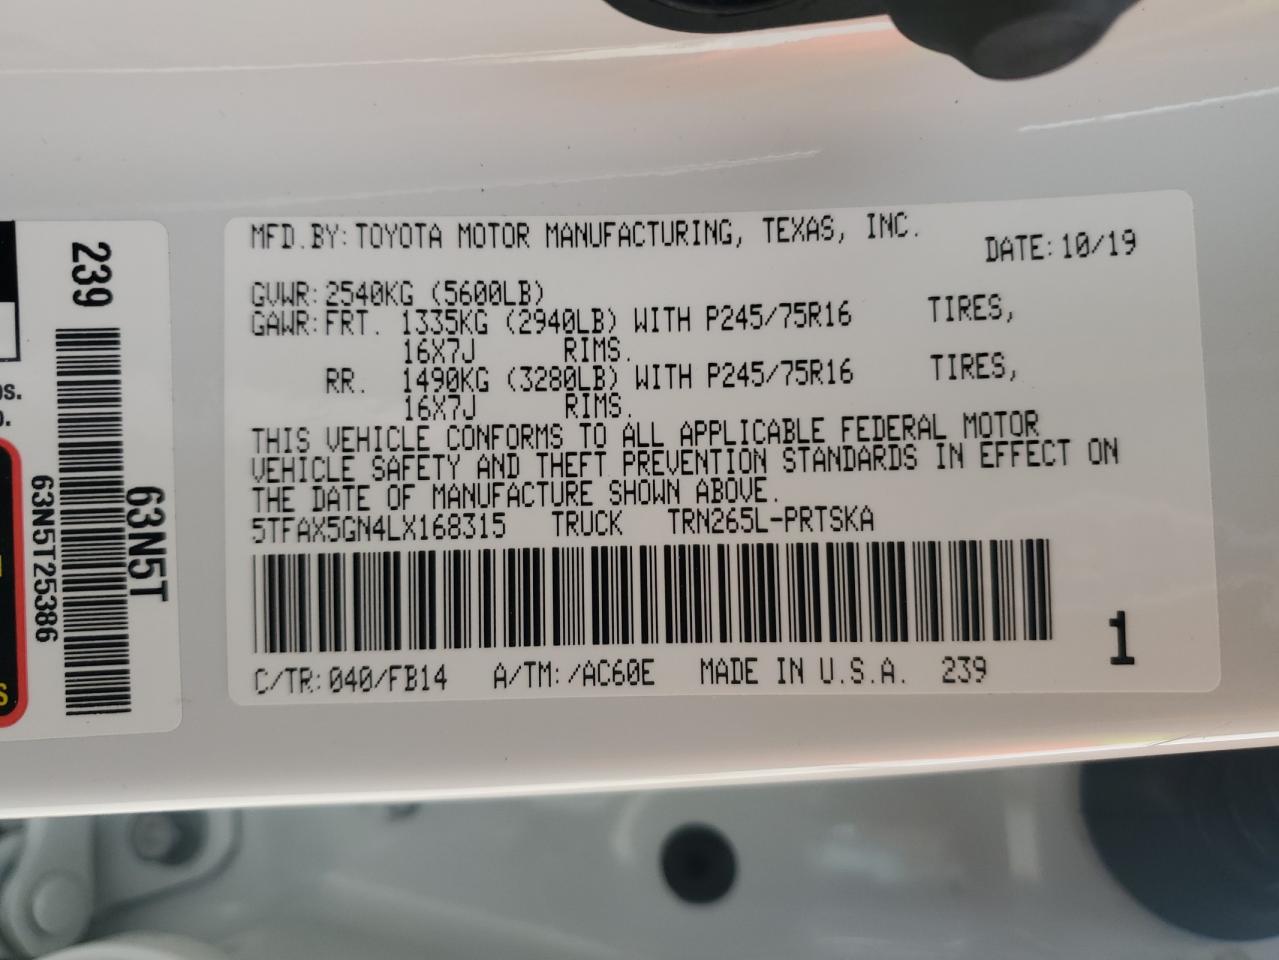 MFD.BY:TOYOTA MOTOR MANUFACTURING, TEXAS, INC.
DATE:10/19
GVWR:2540KG (5600LB)
GAWR:FRT. 1335KG (2940LB) WITH P245/75R16 TIRES,
16X7J RIMS.
RR. 1490KG (3280LB) WITH P245/75R16 TIRES,
16X7J RIMS.
THIS VEHICLE CONFORMS TO ALL APPLICABLE FEDERAL MOTOR
VEHICLE SAFETY AND THEFT PREVENTION STANDARDS IN EFFECT ON
THE DATE OF MANUFACTURE SHOWN ABOVE.
5TFAX5GN4LX168315 TRUCK TRN265L-PRTSKA
1
C/TR:040/FB14 A/TM:/AC60E MADE IN U.S.A. 239
239
63N5T
63N5T25386